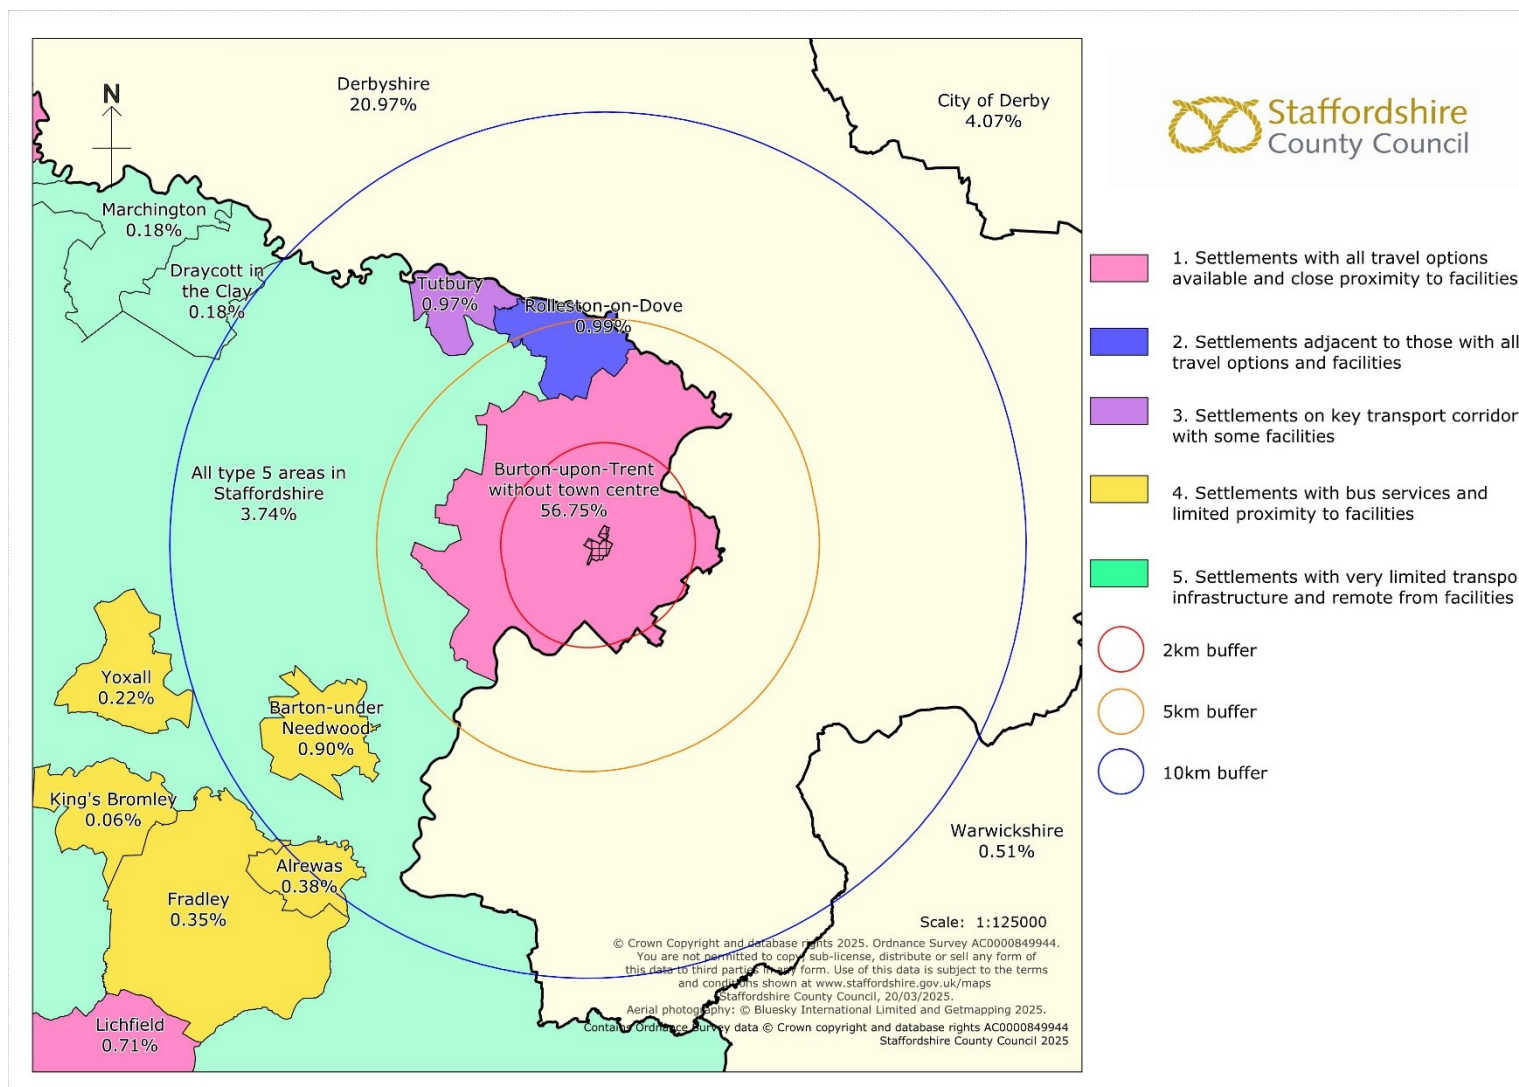 Derbyshire
20.97%
City of Derby
4.07%
N
Staffordshire
County Council
Marchington
0.18%
Draycott in
the Clay
0.18%
Tutbury
0.97%
Rolleston-on-Dove
0.99%
1. Settlements with all travel options
available and close proximity to facilities
2. Settlements adjacent to those with all
travel options and facilities
3. Settlements on key transport corridor
with some facilities
All type 5 areas in
Staffordshire
3.74%
Burton-upon-Trent
without town centre
56.75%
4. Settlements with bus services and
limited proximity to facilities
5. Settlements with very limited transpo
infrastructure and remote from facilities
2km buffer
5km buffer
10km buffer
Yoxall
0.22%
Barton-under
Needwood
0.90%
King's Bromley
0.06%
Alrewas
0.38%
Fradley
0.35%
Warwickshire
0.51%
Lichfield
0.71%
Scale: 1:125000
© Crown Copyright and database rights 2025. Ordnance Survey AC0000849944.
You are not permitted to copy, sub-license, distribute or sell any form of
this data to third parties in any form. Use of this data is subject to the terms
and conditions shown at www.staffordshire.gov.uk/maps
Staffordshire County Council, 20/03/2025.
Aerial photography: © Bluesky International Limited and Getmapping 2025.
Contains Ordnance Survey data © Crown copyright and database rights AC0000849944
Staffordshire County Council 2025